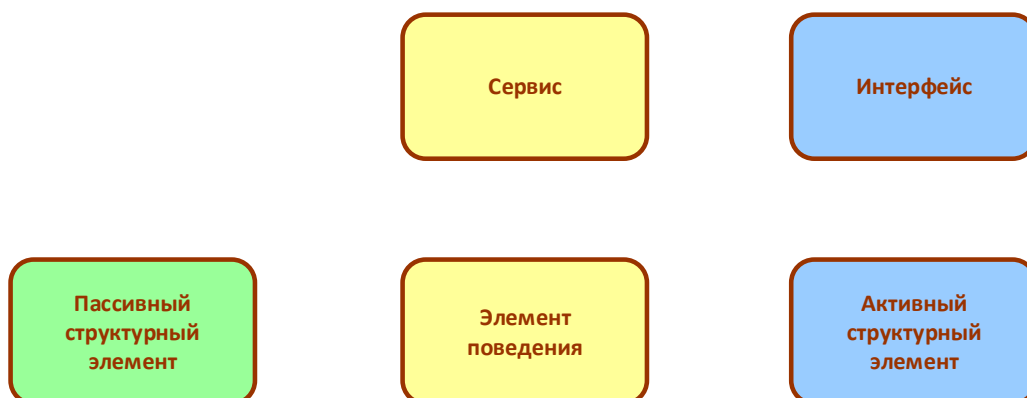 Сервис
Интерфейс
Пассивный
структурный
элемент
Элемент
поведения
Активный
структурный
элемент